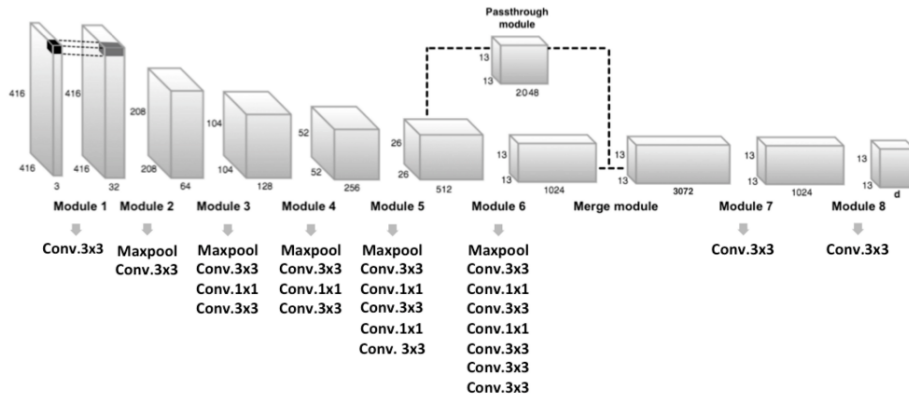 Passthrough
module
13
13
2048
416
416
3
416
416
32
208
208
64
104
104
128
52
52
256
26
26
512
13
13
1024
13
13
3072
13
13
1024
13
13
d
Module 1 Module 2 Module 3 Module 4 Module 5 Module 6 Merge module Module 7 Module 8
Conv.3x3
Maxpool
Conv.3x3
Maxpool
Conv.3x3
Conv.1x1
Conv.3x3
Maxpool
Conv.3x3
Conv.1x1
Conv.3x3
Maxpool
Conv.3x3
Conv.1x1
Conv.3x3
Conv.1x1
Conv. 3x3
Maxpool
Conv.3x3
Conv.1x1
Conv.3x3
Conv.1x1
Conv.3x3
Conv.3x3
Conv.3x3
Conv.3x3
Conv.3x3